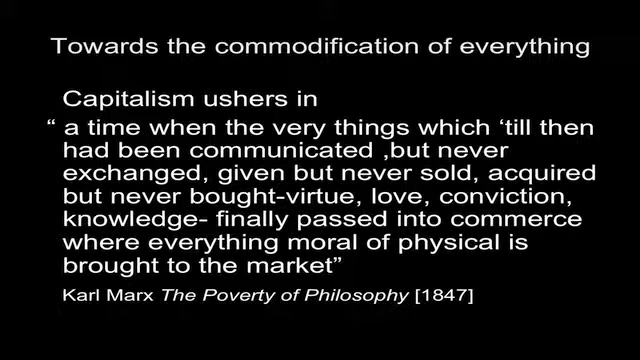 Towards the commodification of everything
Capitalism ushers in
“ a time when the very things which ‘till then
had been communicated ,but never
exchanged, given but never sold, acquired
but never bought-virtue, love, conviction,
knowledge- finally passed into commerce
where everything moral of physical is
brought to the market”
Karl Marx The Poverty of Philosophy [1847]